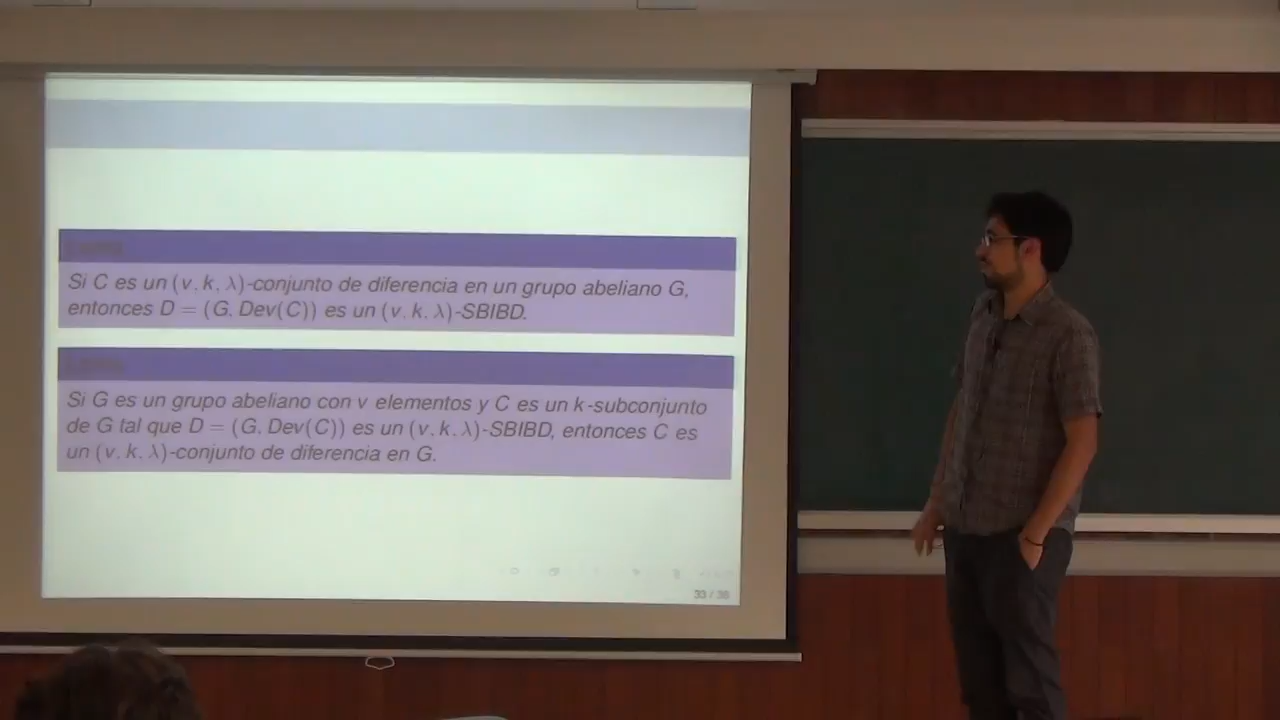 Si C es un (v, k, λ)-conjunto de diferencia en un grupo abeliano G,
entonces D = (G, Dev(C)) es un (v, k, λ)-SBIBD.
Si G es un grupo abeliano con v elementos y C es un k-subconjunto
de G tal que D = (G, Dev(C)) es un (v, k, λ)-SBIBD, entonces C es
un (v, k, λ)-conjunto de diferencia en G.